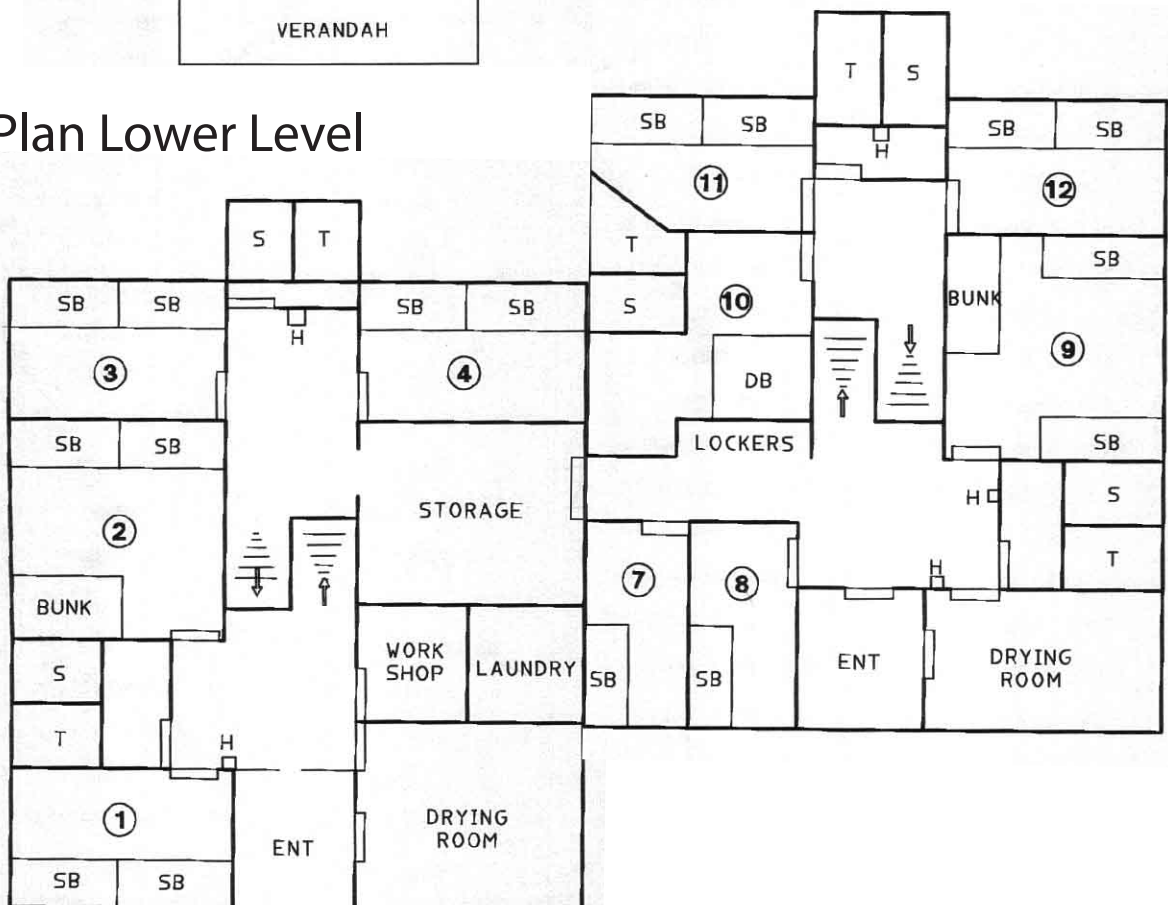 VERANDAH
Plan Lower Level
T S
SB SB
H
SB SB
11
12
S T
T
SB
SB SB
H
SB SB
S
10
BUNK
3
4
DB
9
SB SB
LOCKERS
SB
STORAGE
H
S
2
BUNK
7
8
H
T
S
WORK
SHOP
LAUNDRY
SB
SB
ENT
DRYING
ROOM
T
H
1
ENT
DRYING
ROOM
SB SB